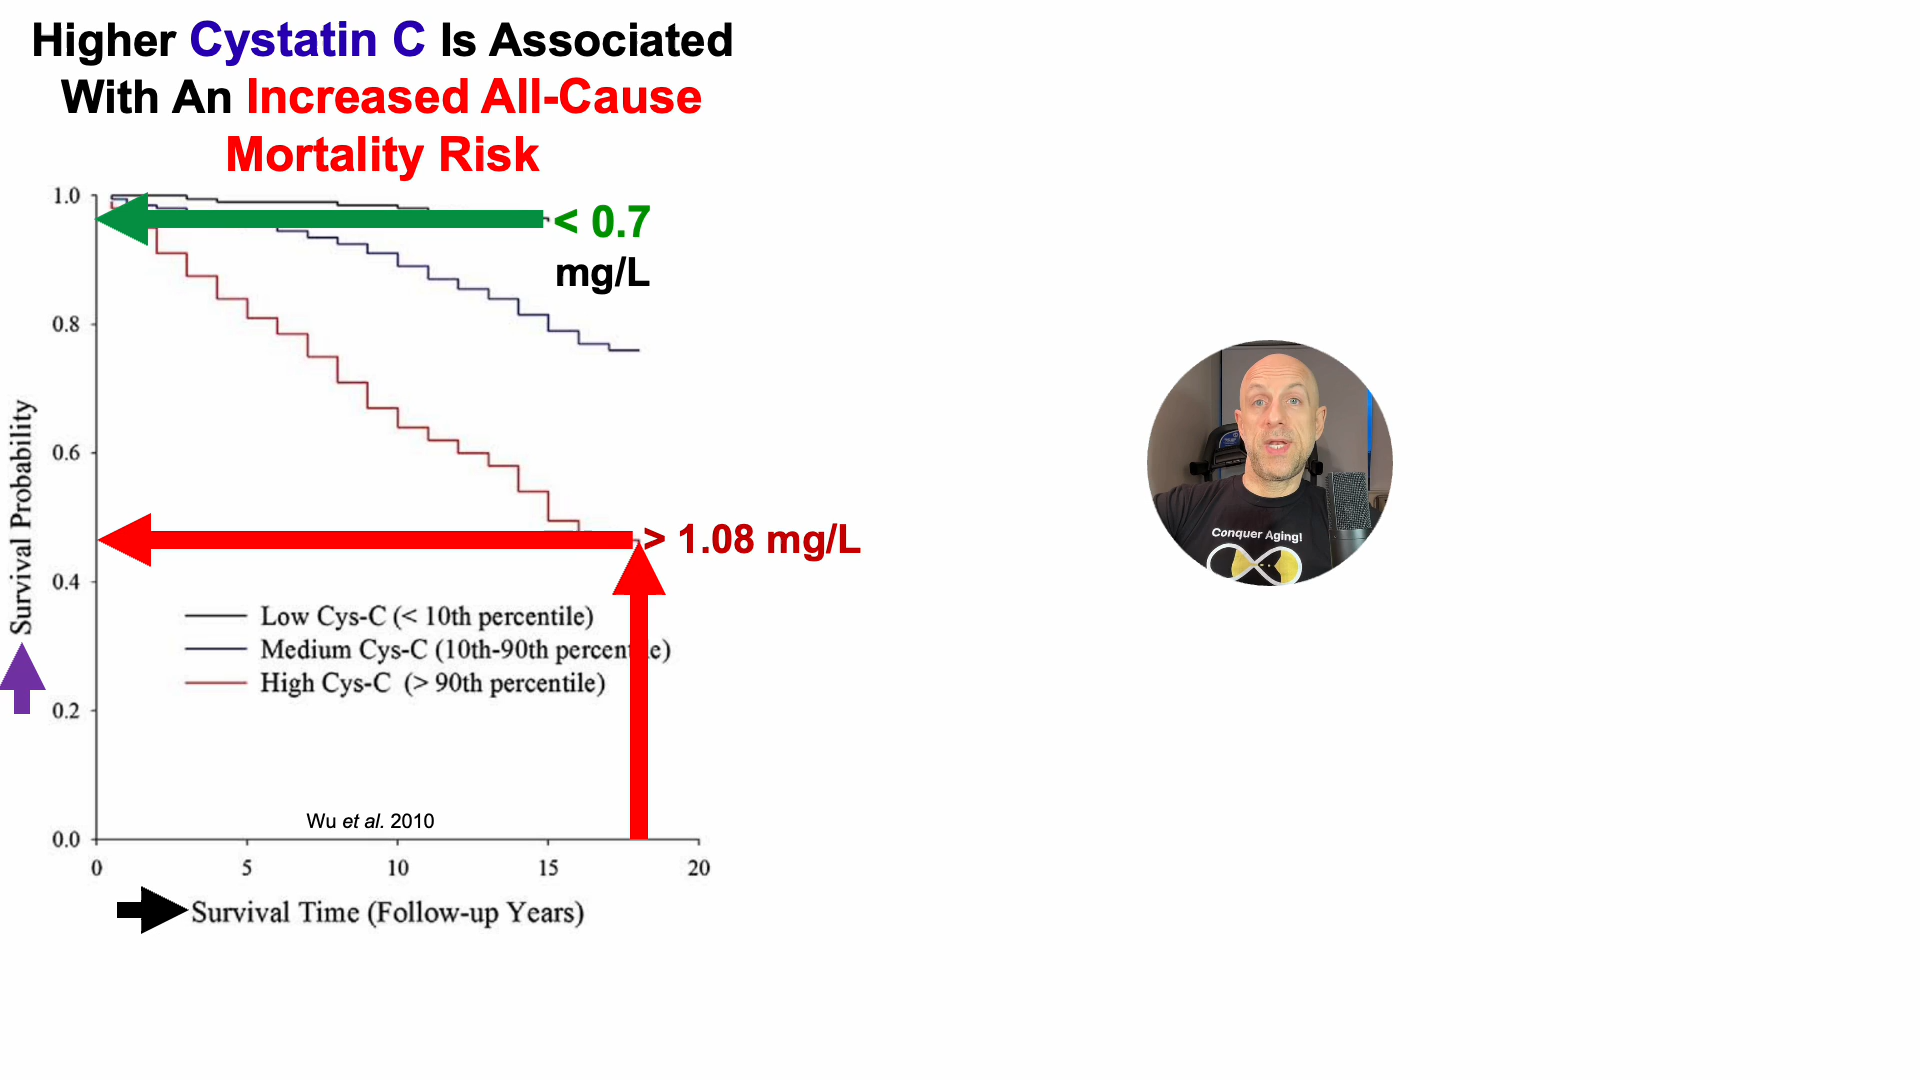 Higher Cystatin C Is Associated
With An Increased All-Cause
Mortality Risk
1.0
< 0.7
mg/L
0.8
0.6
> 1.08 mg/L
0.4
Low Cys-C (< 10th percentile)
Medium Cys-C (10th-90th percen e)
High Cys-C (> 90th percentile)
0.2
Wu et al. 2010
0.0
0 5 10 15 20
Survival Time (Follow-up Years)
Survival Probability
Conquer Aging!